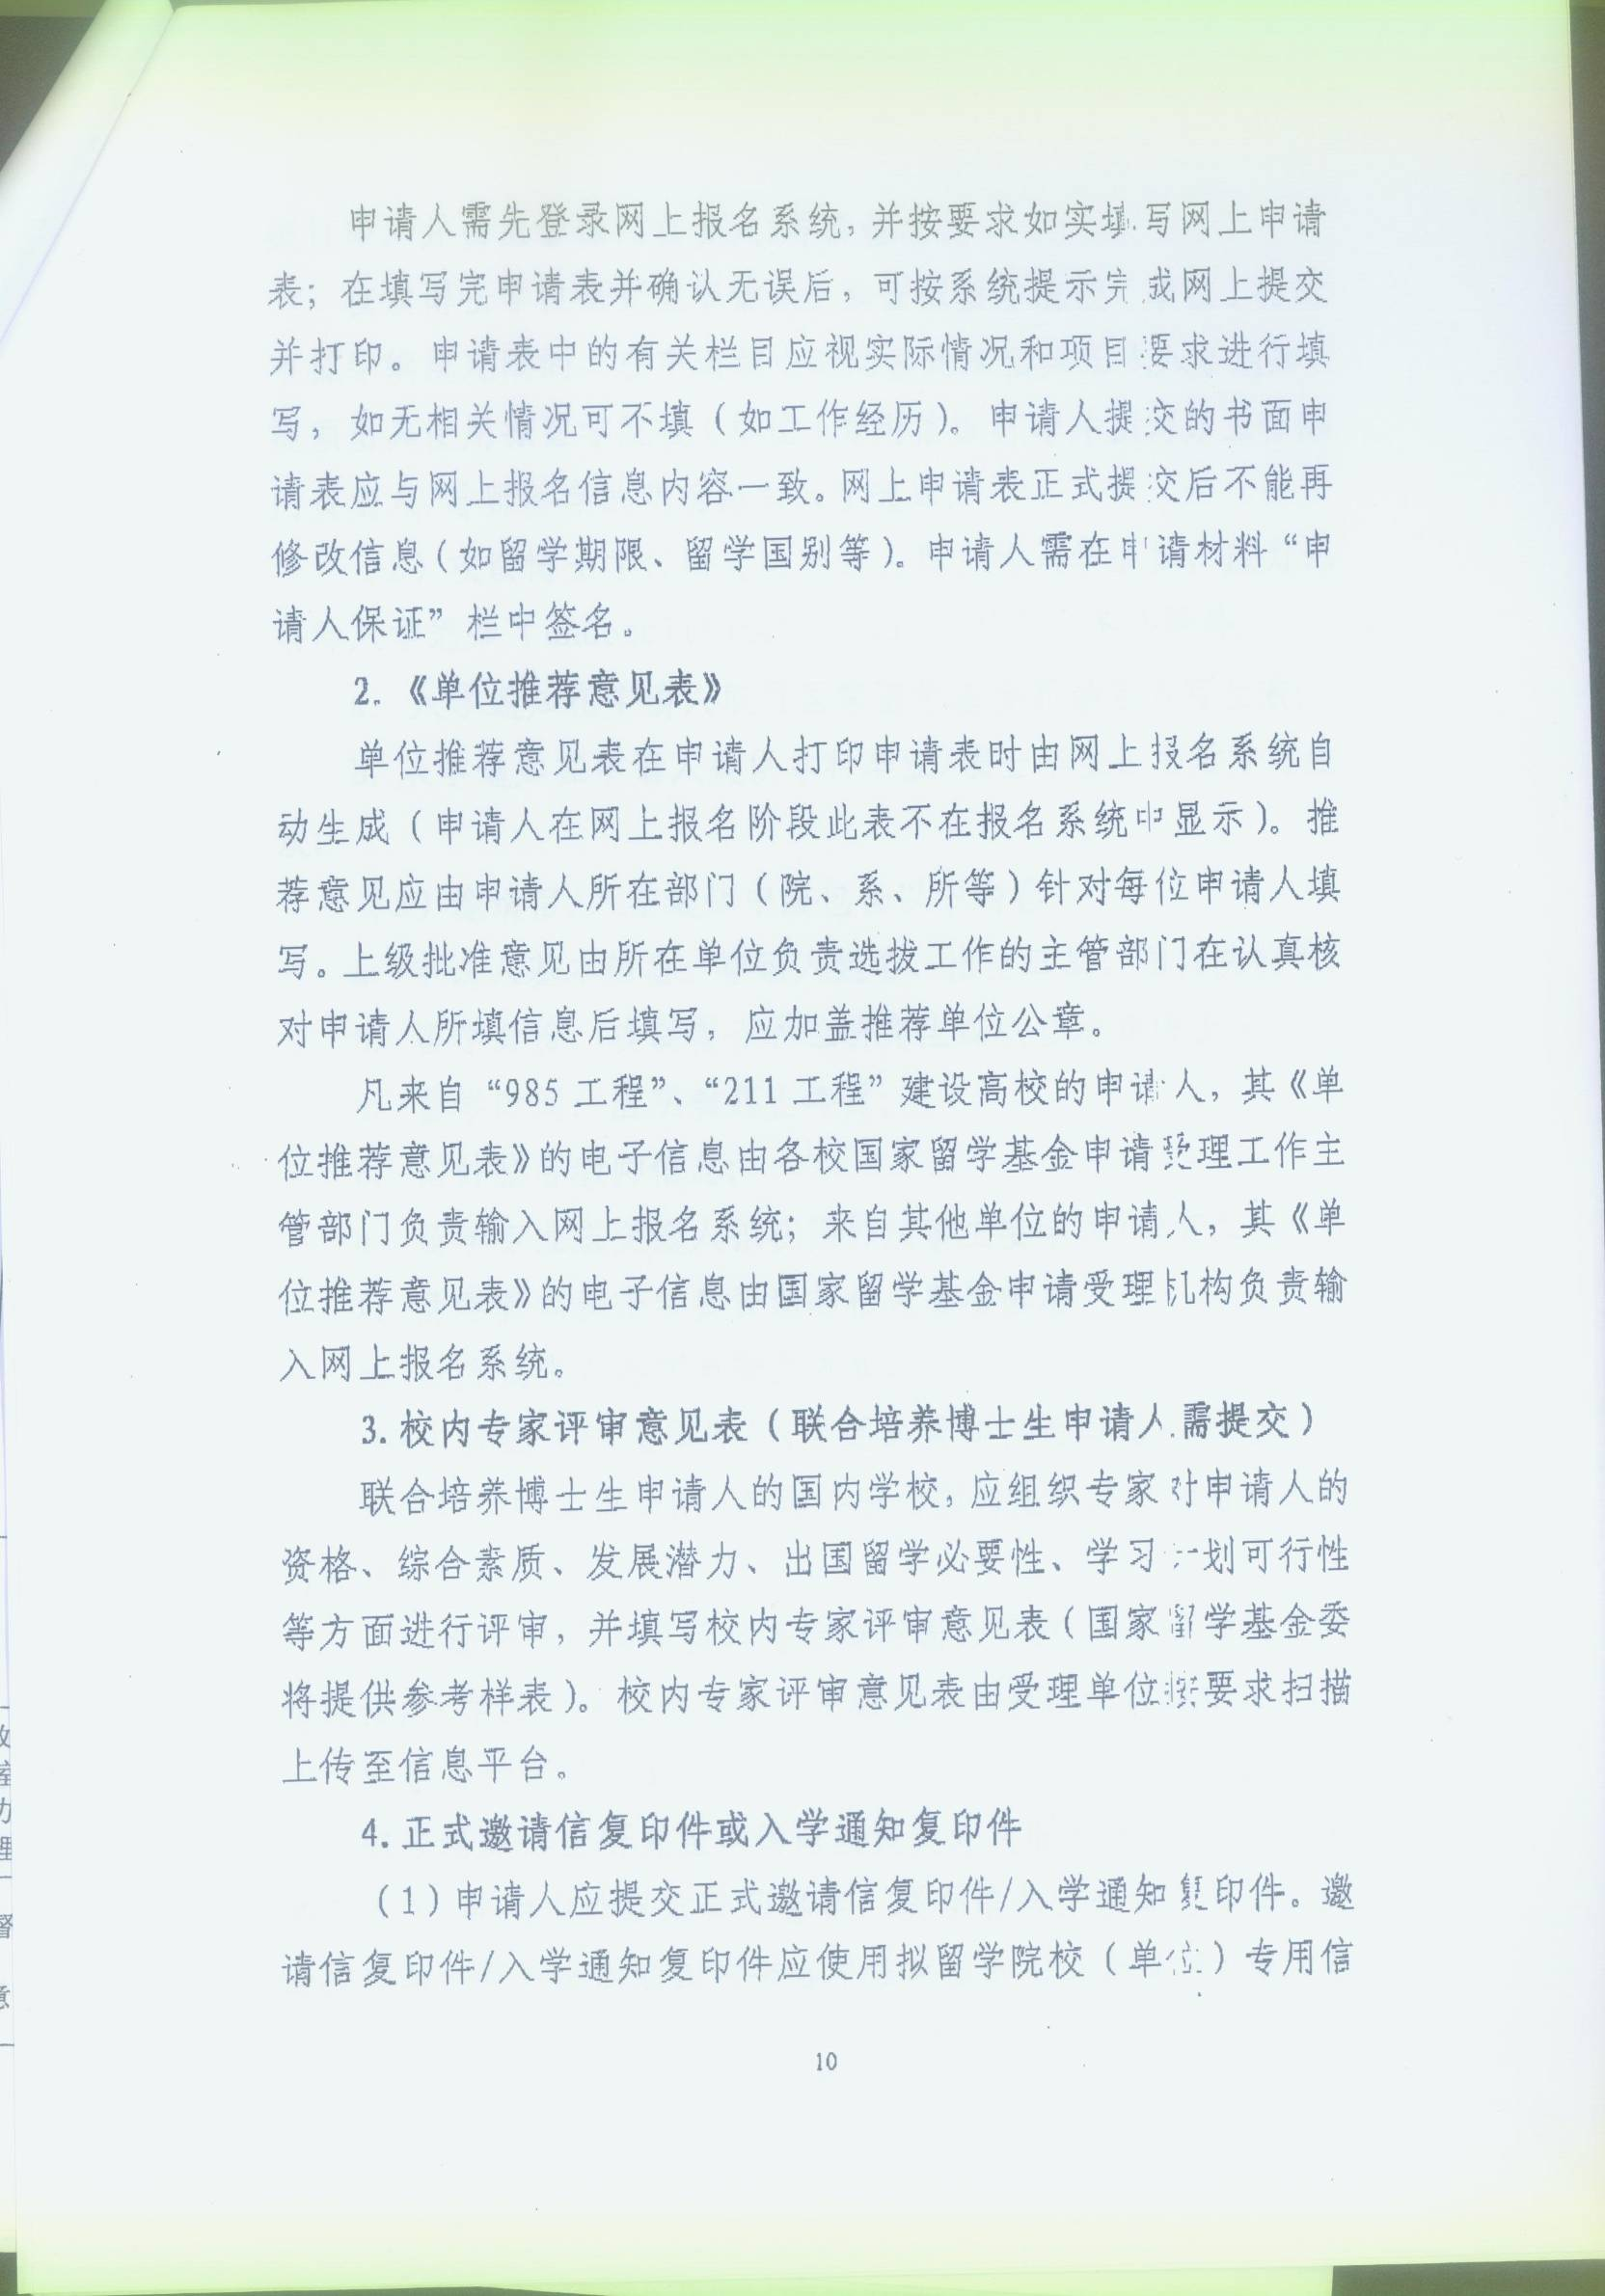 申请人需先登录网上报名系统，并按要求如实填写网上申请
表；在填写完申请表并确认无误后，可按系统提示完成网上提交
并打印。申请表中的有关栏目应视实际情况和项目要求进行填
写，如无相关情况可不填（如工作经历）。申请人提交的书面申
请表应与网上报名信息内容一致。网上申请表正式提交后不能再
修改信息（如留学期限、留学国别等）。申请人需在申请材料“申
请人保证”栏中签名。
2.《单位推荐意见表》
单位推荐意见表在申请人打印申请表时由网上报名系统自
动生成（申请人在网上报名阶段此表不在报名系统中显示）。推
荐意见应由申请人所在部门（院、系、所等）针对每位申请人填
写。上级批准意见由所在单位负责选拔工作的主管部门在认真核
对申请人所填信息后填写，应加盖推荐单位公章。
凡来自“985 工程”、“211 工程”建设高校的申请人，其《单
位推荐意见表》的电子信息由各校国家留学基金申请受理工作主
管部门负责输入网上报名系统；来自其他单位的申请人，其《单
位推荐意见表》的电子信息由国家留学基金申请受理机构负责输
入网上报名系统。
3.校内专家评审意见表（联合培养博士生申请人需提交）
联合培养博士生申请人的国内学校，应组织专家对申请人的
资格、综合素质、发展潜力、出国留学必要性、学习计划可行性
等方面进行评审，并填写校内专家评审意见表（国家留学基金委
将提供参考样表）。校内专家评审意见表由受理单位按要求扫描
上传至信息平台。
4.正式邀请信复印件或入学通知复印件
（1）申请人应提交正式邀请信复印件/入学通知复印件。邀
请信复印件/入学通知复印件应使用拟留学院校（单位）专用信
10